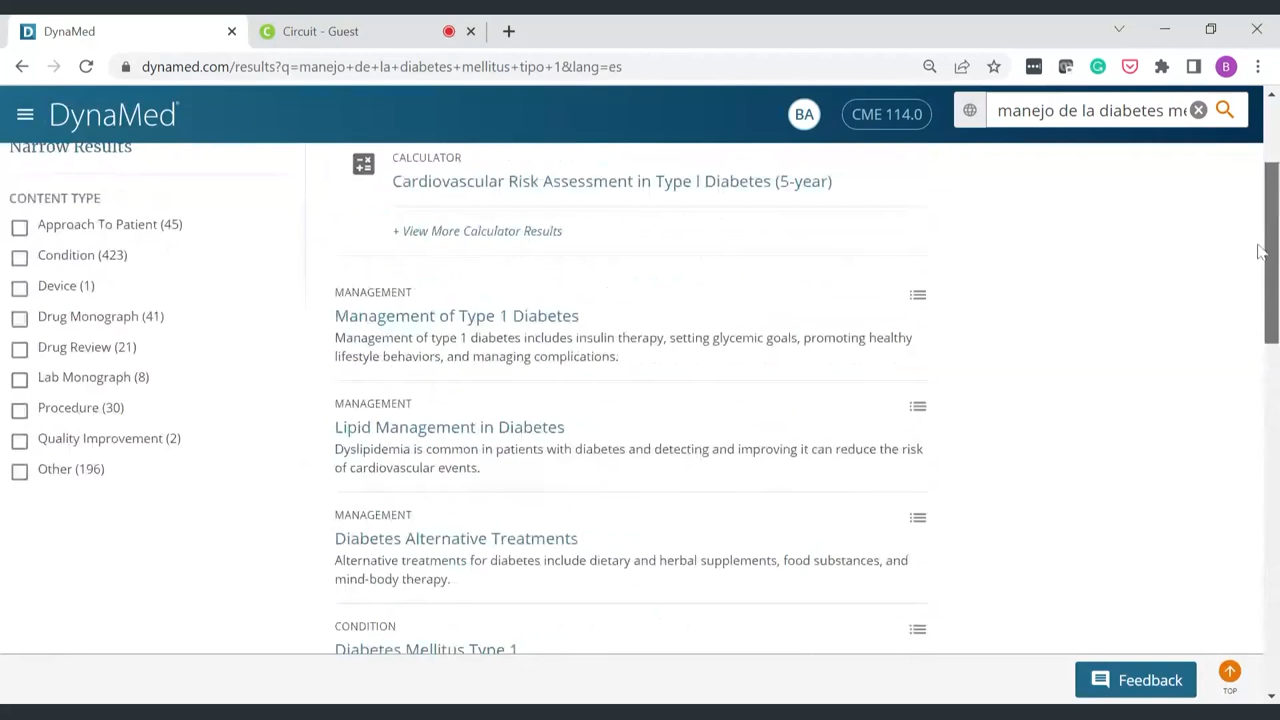 DynaMed
Circuit - Guest
dynamed.com/results?q=manejo+de+la+diabetes+mellitus+tipo+1&lang=es
B
DynaMed
BA
CME 114.0
manejo de la diabetes me
Narrow Results
CONTENT TYPE
Approach To Patient (45)
Condition (423)
Device (1)
Drug Monograph (41)
Drug Review (21)
Lab Monograph (8)
Procedure (30)
Quality Improvement (2)
Other (196)
CALCULATOR
Cardiovascular Risk Assessment in Type I Diabetes (5-year)
+ View More Calculator Results
MANAGEMENT
Management of Type 1 Diabetes
Management of type 1 diabetes includes insulin therapy, setting glycemic goals, promoting healthy
lifestyle behaviors, and managing complications.
MANAGEMENT
Lipid Management in Diabetes
Dyslipidemia is common in patients with diabetes and detecting and improving it can reduce the risk
of cardiovascular events.
MANAGEMENT
Diabetes Alternative Treatments
Alternative treatments for diabetes include dietary and herbal supplements, food substances, and
mind-body therapy.
CONDITION
Diabetes Mellitus Type 1
Feedback
TOP